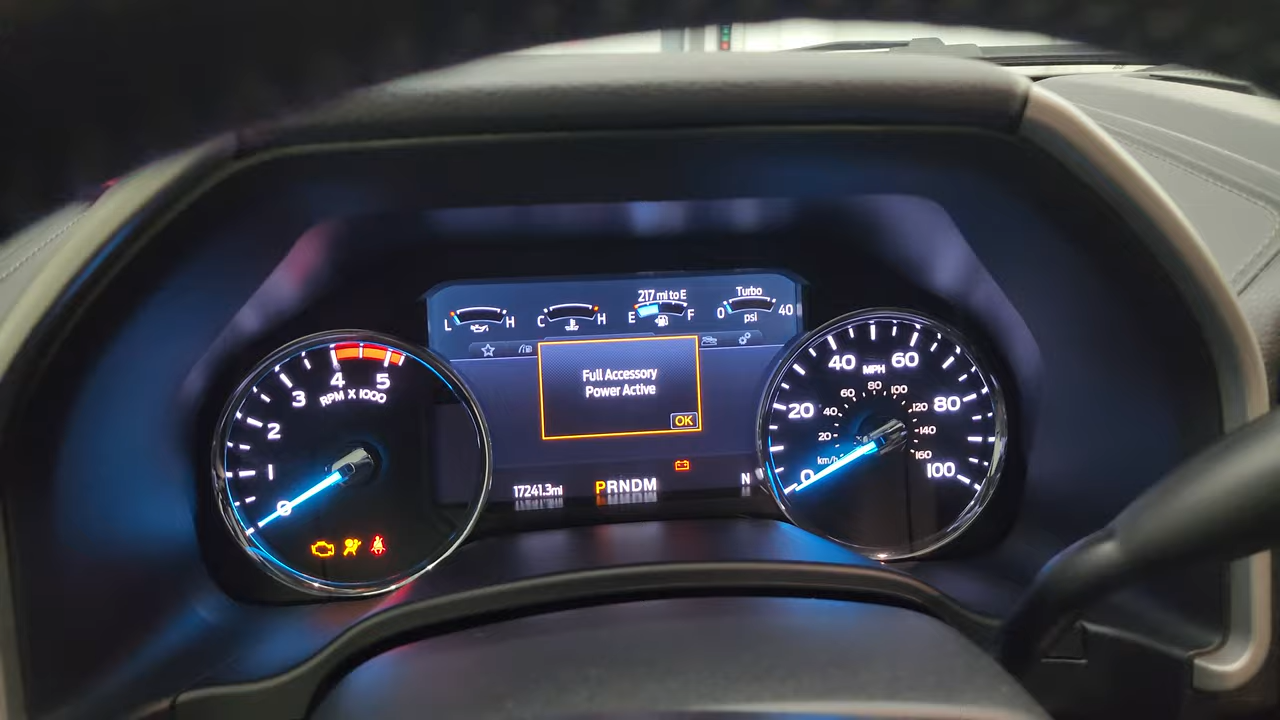 217 mi to E
Turbo
L H
C H
E F
0 40
psi
Full Accessory
Power Active
OK
17241.3mi
PRNDM
N
0 1 2 3 4 5
RPM X 1000
0 20 40 60 80 100
MPH
20 40 60 80 100 120 140 160
km/h